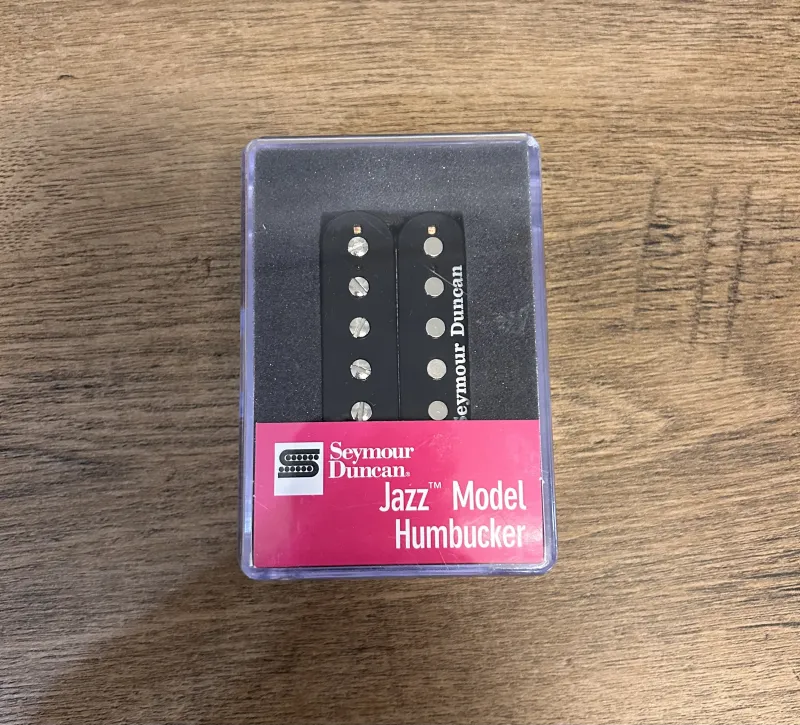 Seymour Duncan
Seymour
Duncan®
Jazz™ Model
Humbucker